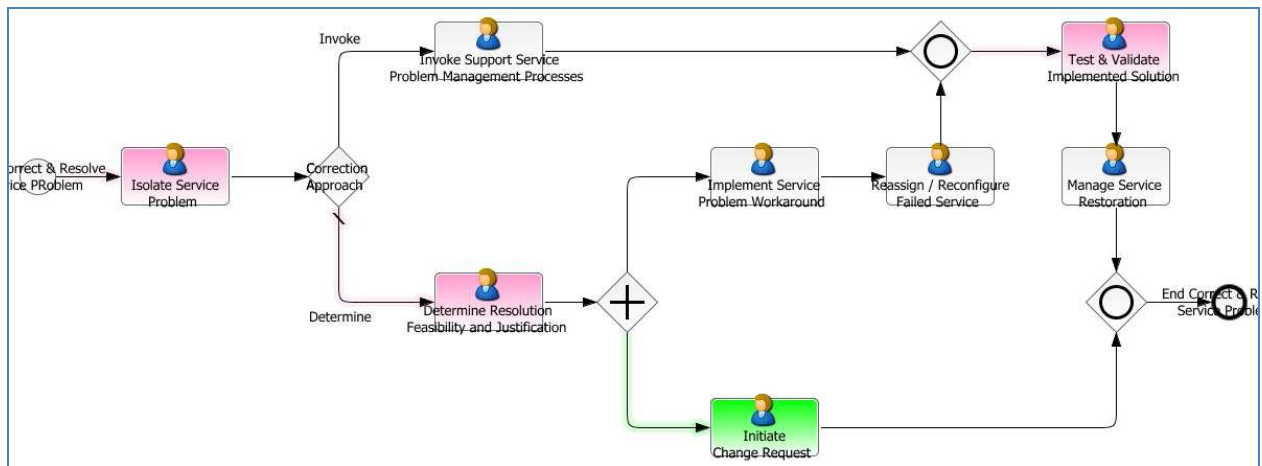 Invoke
Invoke Support Service
Problem Management Processes
Test & Validate
Implemented Solution
orrect & Resolve
ice PRoblem
Isolate Service
Problem
Correction
Approach
Implement Service
Problem Workaround
Reassign / Reconfigure
Failed Service
Manage Service
Restoration
Determine
Determine Resolution
Feasibility and Justification
End Correct & R
Service Proble
Initiate
Change Request